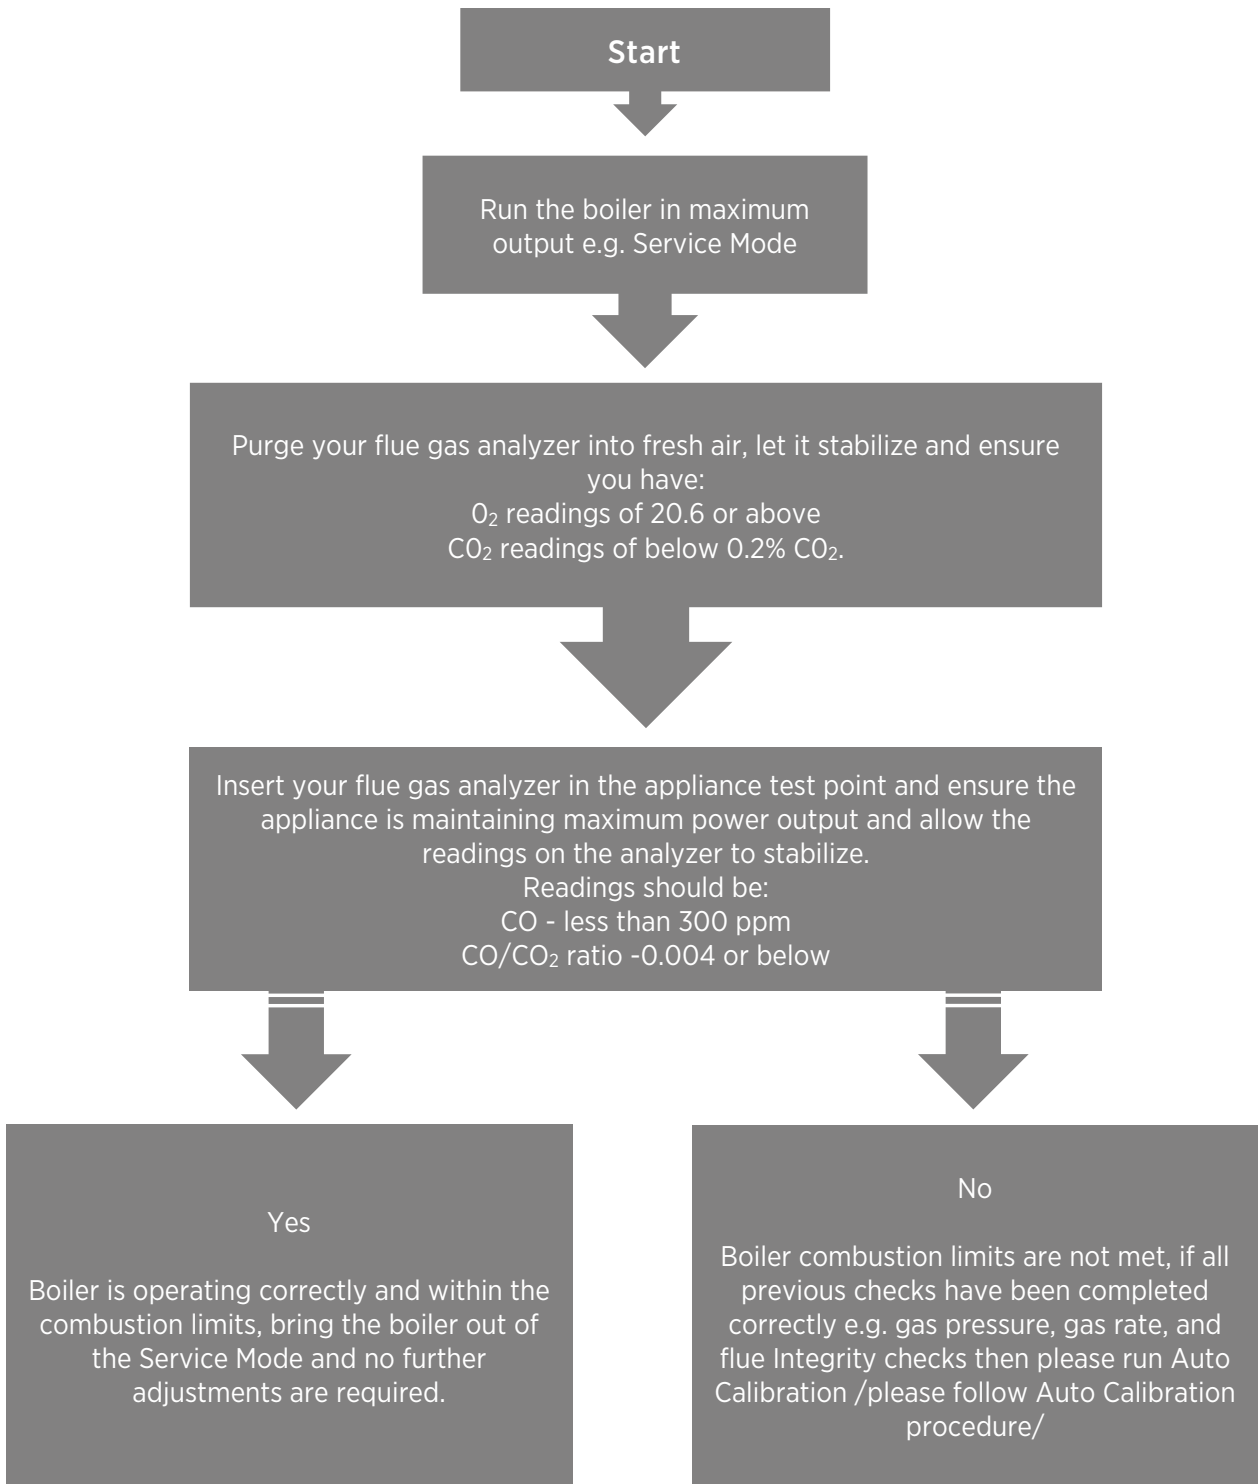 Start
Run the boiler in maximum
output e.g. Service Mode
Purge your flue gas analyzer into fresh air, let it stabilize and ensure
you have:
0₂ readings of 20.6 or above
C0₂ readings of below 0.2% C0₂.
Insert your flue gas analyzer in the appliance test point and ensure the
appliance is maintaining maximum power output and allow the
readings on the analyzer to stabilize.
Readings should be:
CO - less than 300 ppm
CO/CO₂ ratio -0.004 or below
Yes
Boiler is operating correctly and within the
combustion limits, bring the boiler out of
the Service Mode and no further
adjustments are required.
No
Boiler combustion limits are not met, if all
previous checks have been completed
correctly e.g. gas pressure, gas rate, and
flue Integrity checks then please run Auto
Calibration /please follow Auto Calibration
procedure/